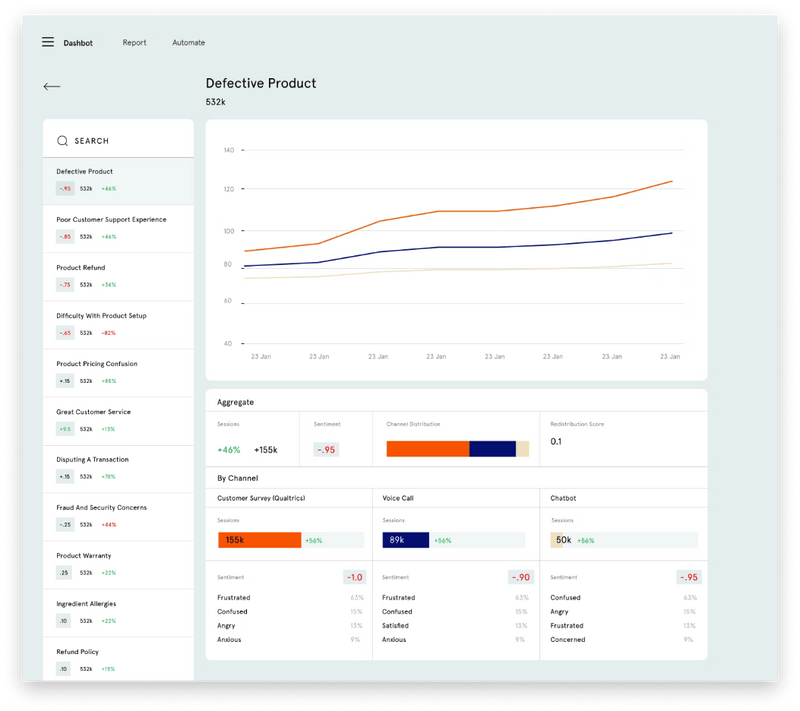 Dashbot Report Automate
Defective Product
532k
SEARCH
Defective Product
-.95 532k +46%
Poor Customer Support Experience
-.85 532k +46%
Product Refund
-.75 532k +36%
Difficulty With Product Setup
-.65 532k -82%
Product Pricing Confusion
+.15 532k +85%
Great Customer Service
+9.5 532k +13%
Disputing A Transaction
+.15 532k +78%
Fraud And Security Concerns
-.25 532k +44%
Product Warranty
.25 532k +22%
Ingredient Allergies
.10 532k +22%
Refund Policy
.10 532k +18%
140
120
100
80
60
40
23 Jan 23 Jan 23 Jan 23 Jan 23 Jan 23 Jan 23 Jan 23 Jan
Aggregate
Sessions Sentiment Channel Distribution Redistribution Score
+46% +155k -.95 0.1
By Channel
Customer Survey (Qualtrics) Voice Call Chatbot
Sessions Sessions Sessions
155k +56% 89k +56% 50k +56%
Sentiment -1.0 Sentiment -.90 Sentiment -.95
Frustrated 63% Frustrated 63% Confused 63%
Confused 15% Confused 15% Angry 15%
Angry 13% Satisfied 13% Frustrated 13%
Anxious 9% Anxious 9% Concerned 9%